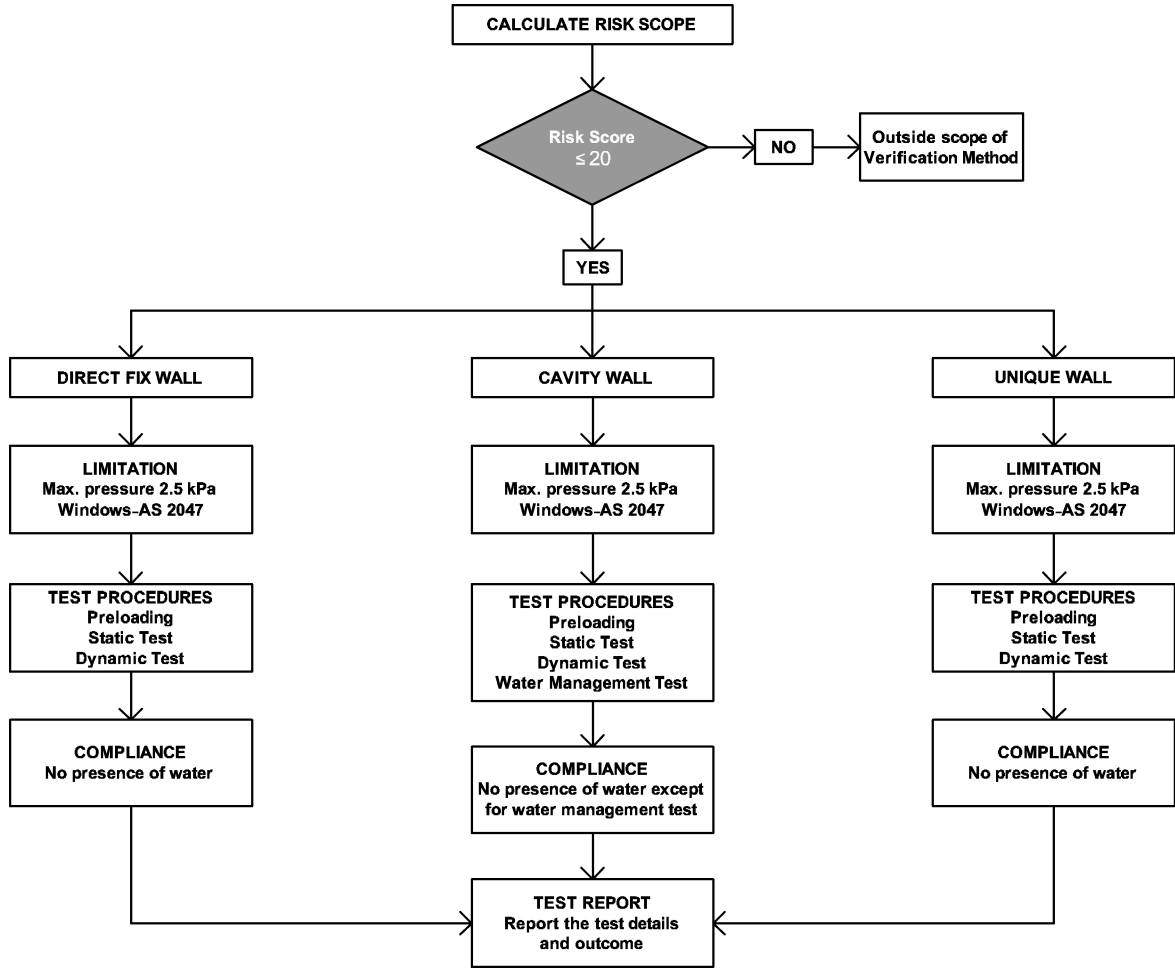 CALCULATE RISK SCOPE
Risk Score
≤ 20
NO
Outside scope of
Verification Method
YES
DIRECT FIX WALL
LIMITATION
Max. pressure 2.5 kPa
Windows-AS 2047
TEST PROCEDURES
Preloading
Static Test
Dynamic Test
COMPLIANCE
No presence of water
CAVITY WALL
LIMITATION
Max. pressure 2.5 kPa
Windows-AS 2047
TEST PROCEDURES
Preloading
Static Test
Dynamic Test
Water Management Test
COMPLIANCE
No presence of water except
for water management test
UNIQUE WALL
LIMITATION
Max. pressure 2.5 kPa
Windows-AS 2047
TEST PROCEDURES
Preloading
Static Test
Dynamic Test
COMPLIANCE
No presence of water
TEST REPORT
Report the test details
and outcome